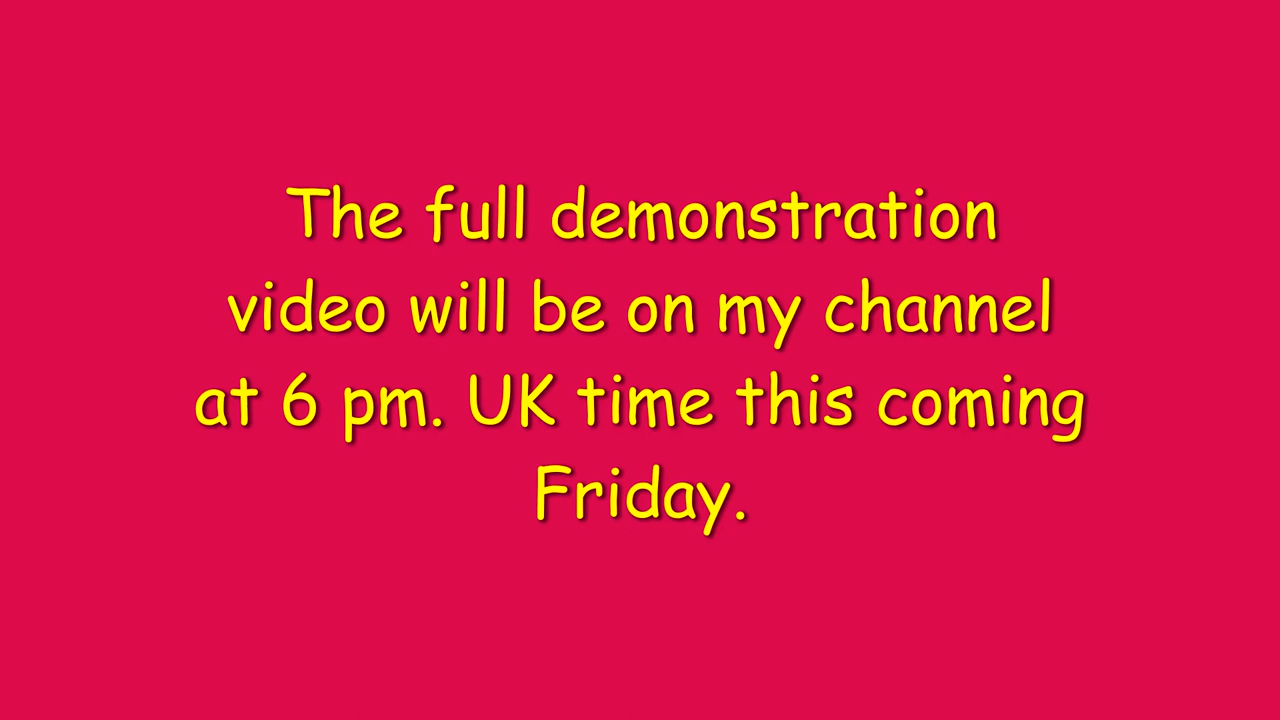 The full demonstration
video will be on my channel
at 6 pm. UK time this coming
Friday.